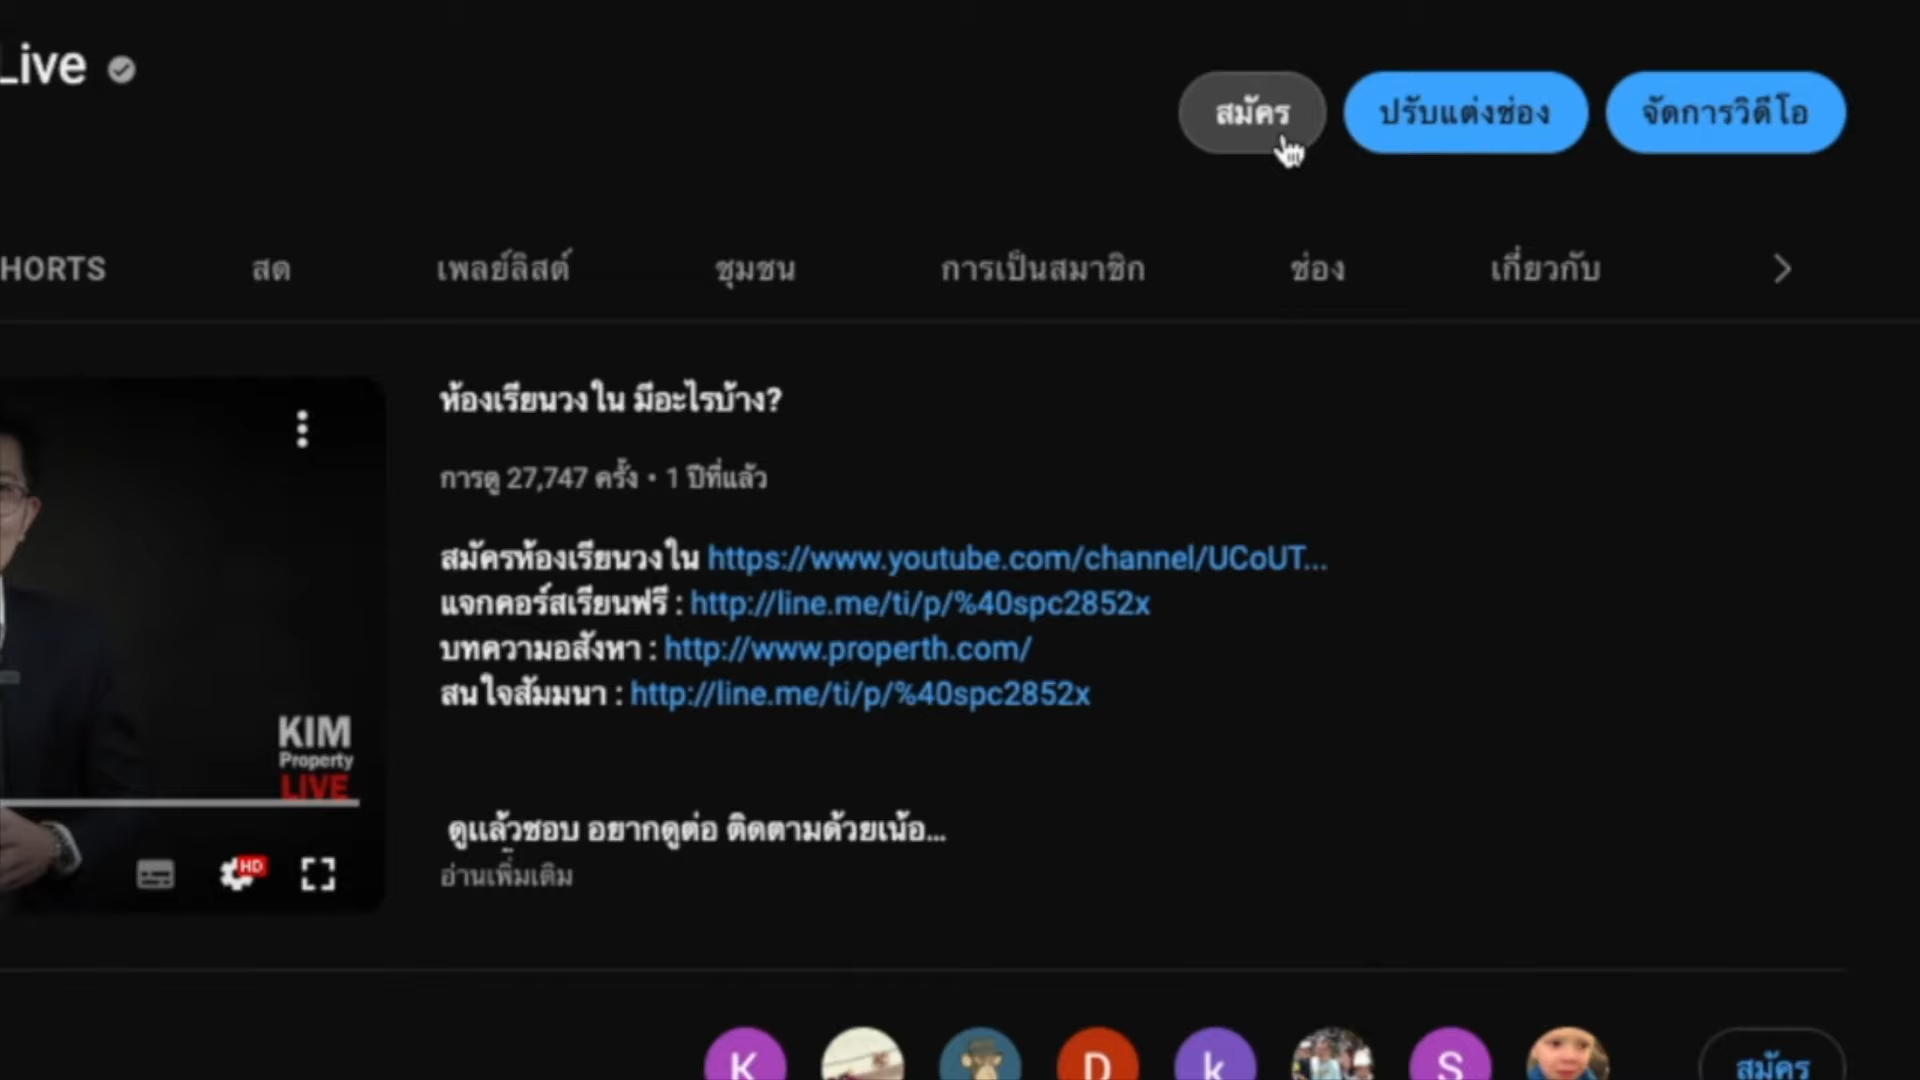 Live
สมัคร
ปรับแต่งช่อง
จัดการวิดีโอ
HORTS
สด
เพลย์ลิสต์
ชุมชน
การเป็นสมาชิก
ช่อง
เกี่ยวกับ
ห้องเรียนวงใน มีอะไรบ้าง?
การดู 27,747 ครั้ง • 1 ปีที่แล้ว
สมัครห้องเรียนวงใน https://www.youtube.com/channel/UCoUT...
แจกคอร์สเรียนฟรี : http://line.me/ti/p/%40spc2852x
บทความอสังหา : http://www.properth.com/
สนใจสัมมนา : http://line.me/ti/p/%40spc2852x
KIM
Property
LIVE
HD
ดูแล้วชอบ อยากดูต่อ ติดตามด้วยเน้อ...
อ่านเพิ่มเติม
K
D
k
S
สมัคร